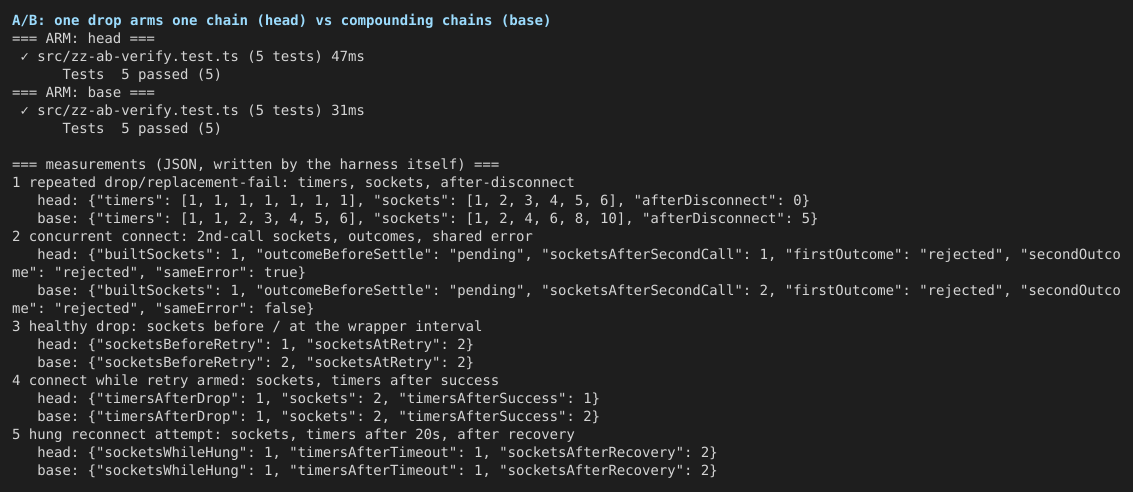 A/B: one drop arms one chain (head) vs compounding chains (base)
=== ARM: head ===
✓ src/zz-ab-verify.test.ts (5 tests) 47ms
Tests  5 passed (5)
=== ARM: base ===
✓ src/zz-ab-verify.test.ts (5 tests) 31ms
Tests  5 passed (5)
=== measurements (JSON, written by the harness itself) ===
1 repeated drop/replacement-fail: timers, sockets, after-disconnect
head: {"timers": [1, 1, 1, 1, 1, 1, 1], "sockets": [1, 2, 3, 4, 5, 6], "afterDisconnect": 0}
base: {"timers": [1, 1, 2, 3, 4, 5, 6], "sockets": [1, 2, 4, 6, 8, 10], "afterDisconnect": 5}
2 concurrent connect: 2nd-call sockets, outcomes, shared error
head: {"builtSockets": 1, "outcomeBeforeSettle": "pending", "socketsAfterSecondCall": 1, "firstOutcome": "rejected", "secondOutco
me": "rejected", "sameError": true}
base: {"builtSockets": 1, "outcomeBeforeSettle": "pending", "socketsAfterSecondCall": 2, "firstOutcome": "rejected", "secondOutco
me": "rejected", "sameError": false}
3 healthy drop: sockets before / at the wrapper interval
head: {"socketsBeforeRetry": 1, "socketsAtRetry": 2}
base: {"socketsBeforeRetry": 2, "socketsAtRetry": 2}
4 connect while retry armed: sockets, timers after success
head: {"timersAfterDrop": 1, "sockets": 2, "timersAfterSuccess": 1}
base: {"timersAfterDrop": 1, "sockets": 2, "timersAfterSuccess": 2}
5 hung reconnect attempt: sockets, timers after 20s, after recovery
head: {"socketsWhileHung": 1, "timersAfterTimeout": 1, "socketsAfterRecovery": 2}
base: {"socketsWhileHung": 1, "timersAfterTimeout": 1, "socketsAfterRecovery": 2}